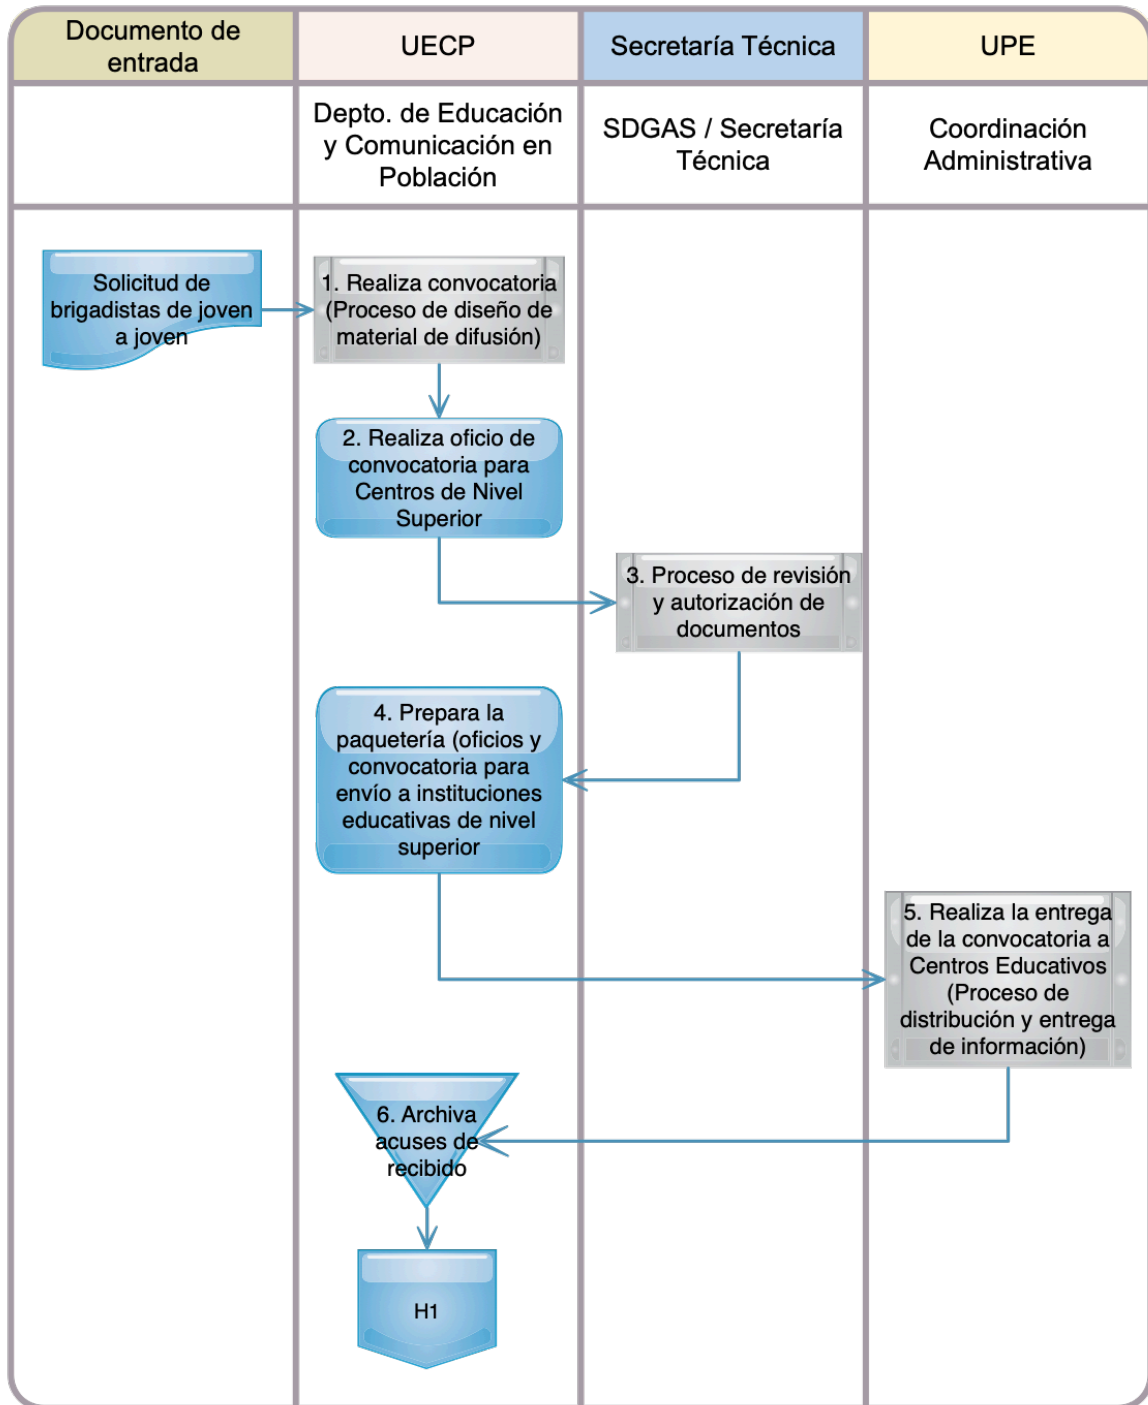 Documento de
entrada
UECP
Secretaría Técnica
UPE
Depto. de Educación
y Comunicación en
Población
SDGAS / Secretaría
Técnica
Coordinación
Administrativa
Solicitud de
brigadistas de joven
a joven
1. Realiza convocatoria
(Proceso de diseño de
material de difusión)
2. Realiza oficio de
convocatoria para
Centros de Nivel
Superior
3. Proceso de revisión
y autorización de
documentos
4. Prepara la
paquetería (oficios y
convocatoria para
envío a instituciones
educativas de nivel
superior
5. Realiza la entrega
de la convocatoria a
Centros Educativos
(Proceso de
distribución y entrega
de información)
6. Archiva
acuses de
recibido
H1